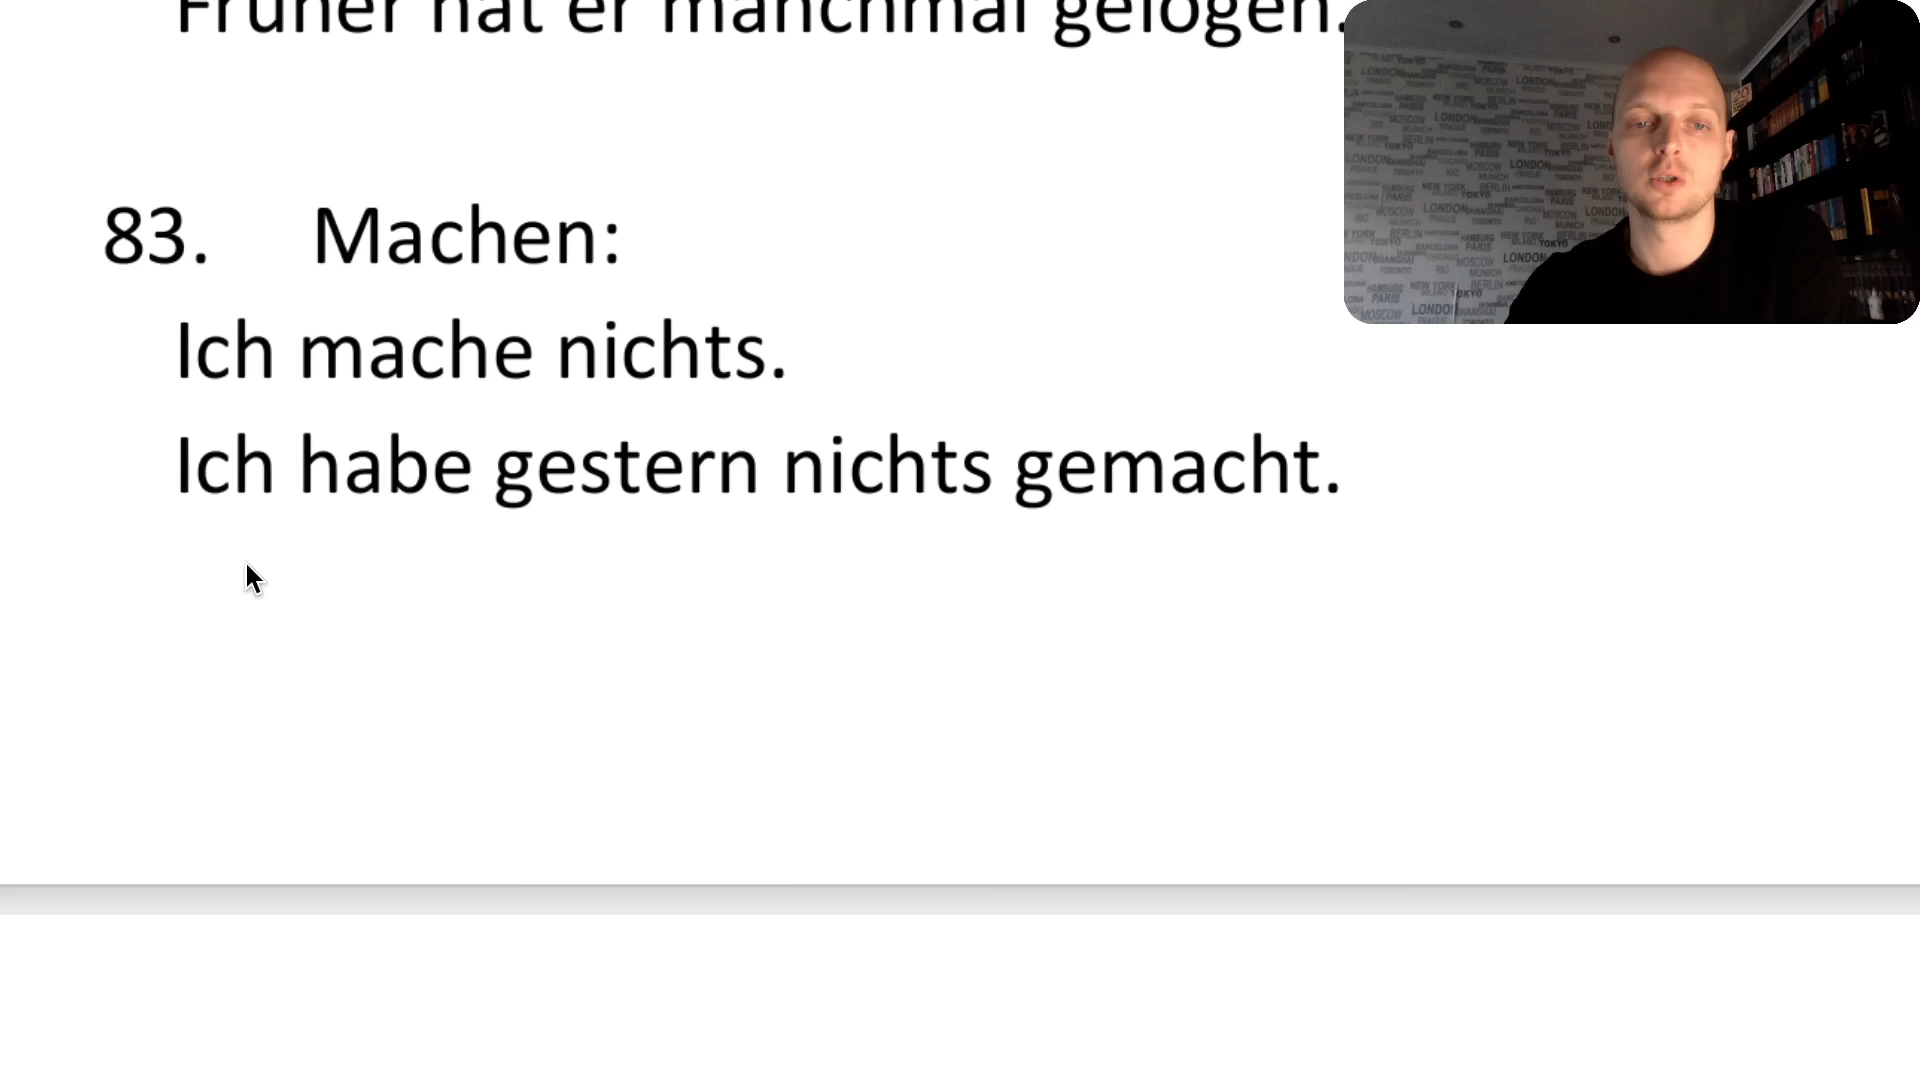 Früher hat er manchmal gelogen.
83. Machen:
Ich mache nichts.
Ich habe gestern nichts gemacht.